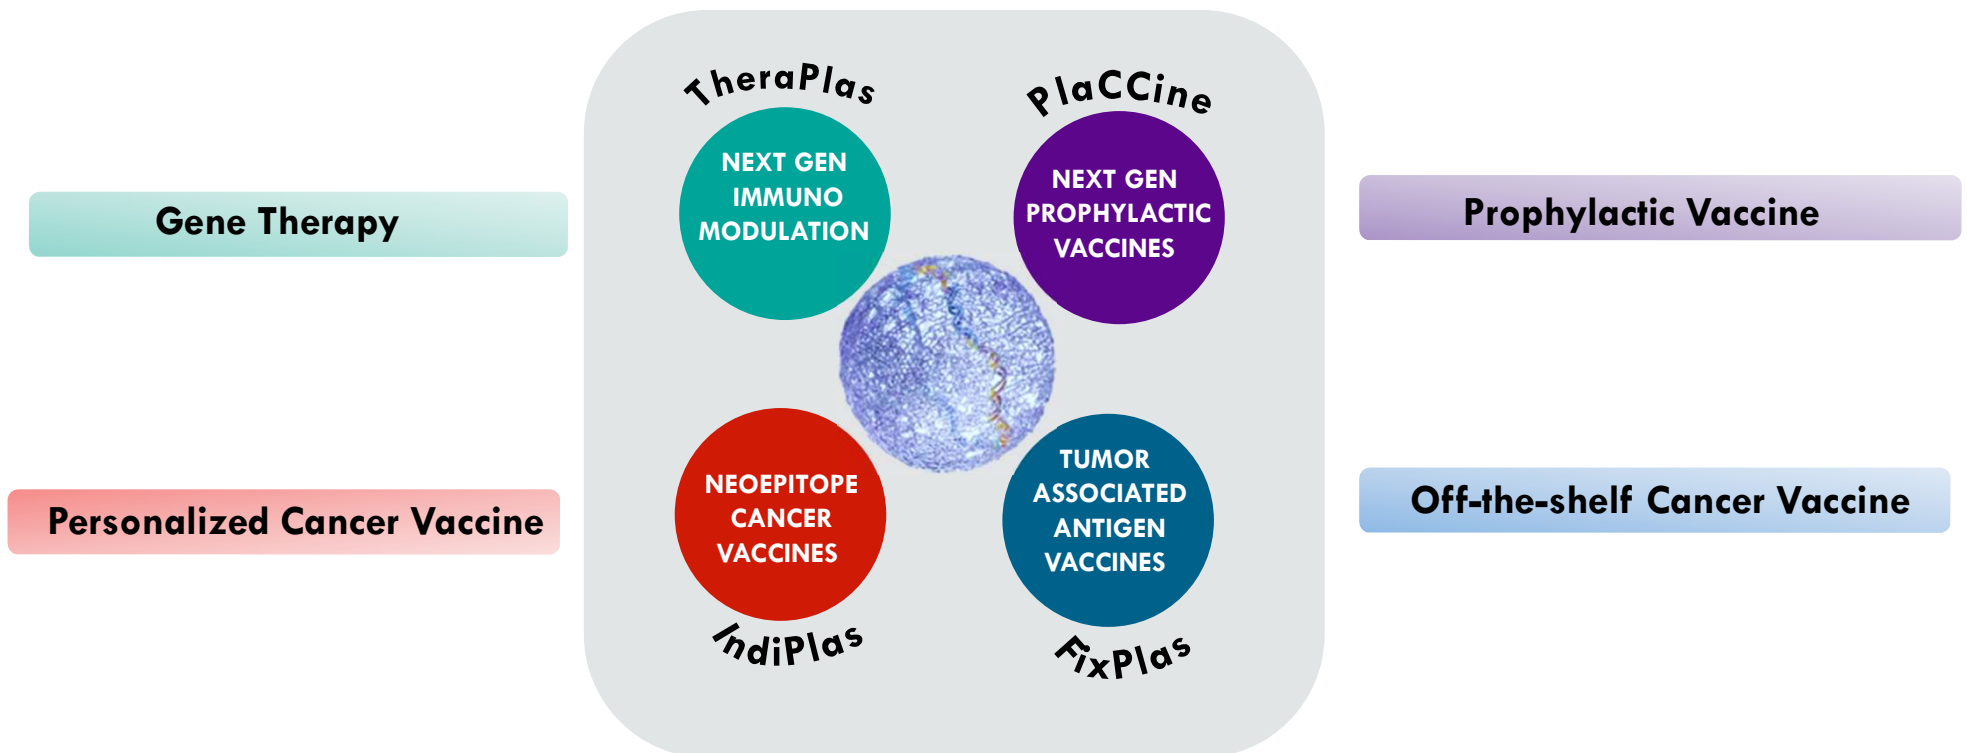 TheraPlas
PlaCCine
NEXT GEN
IMMUNO
MODULATION
NEXT GEN
PROPHYLACTIC
VACCINES
Gene Therapy
Prophylactic Vaccine
NEOEPITOPE
CANCER
VACCINES
TUMOR
ASSOCIATED
ANTIGEN
VACCINES
Personalized Cancer Vaccine
Off-the-shelf Cancer Vaccine
IndiPlas
FixPlas